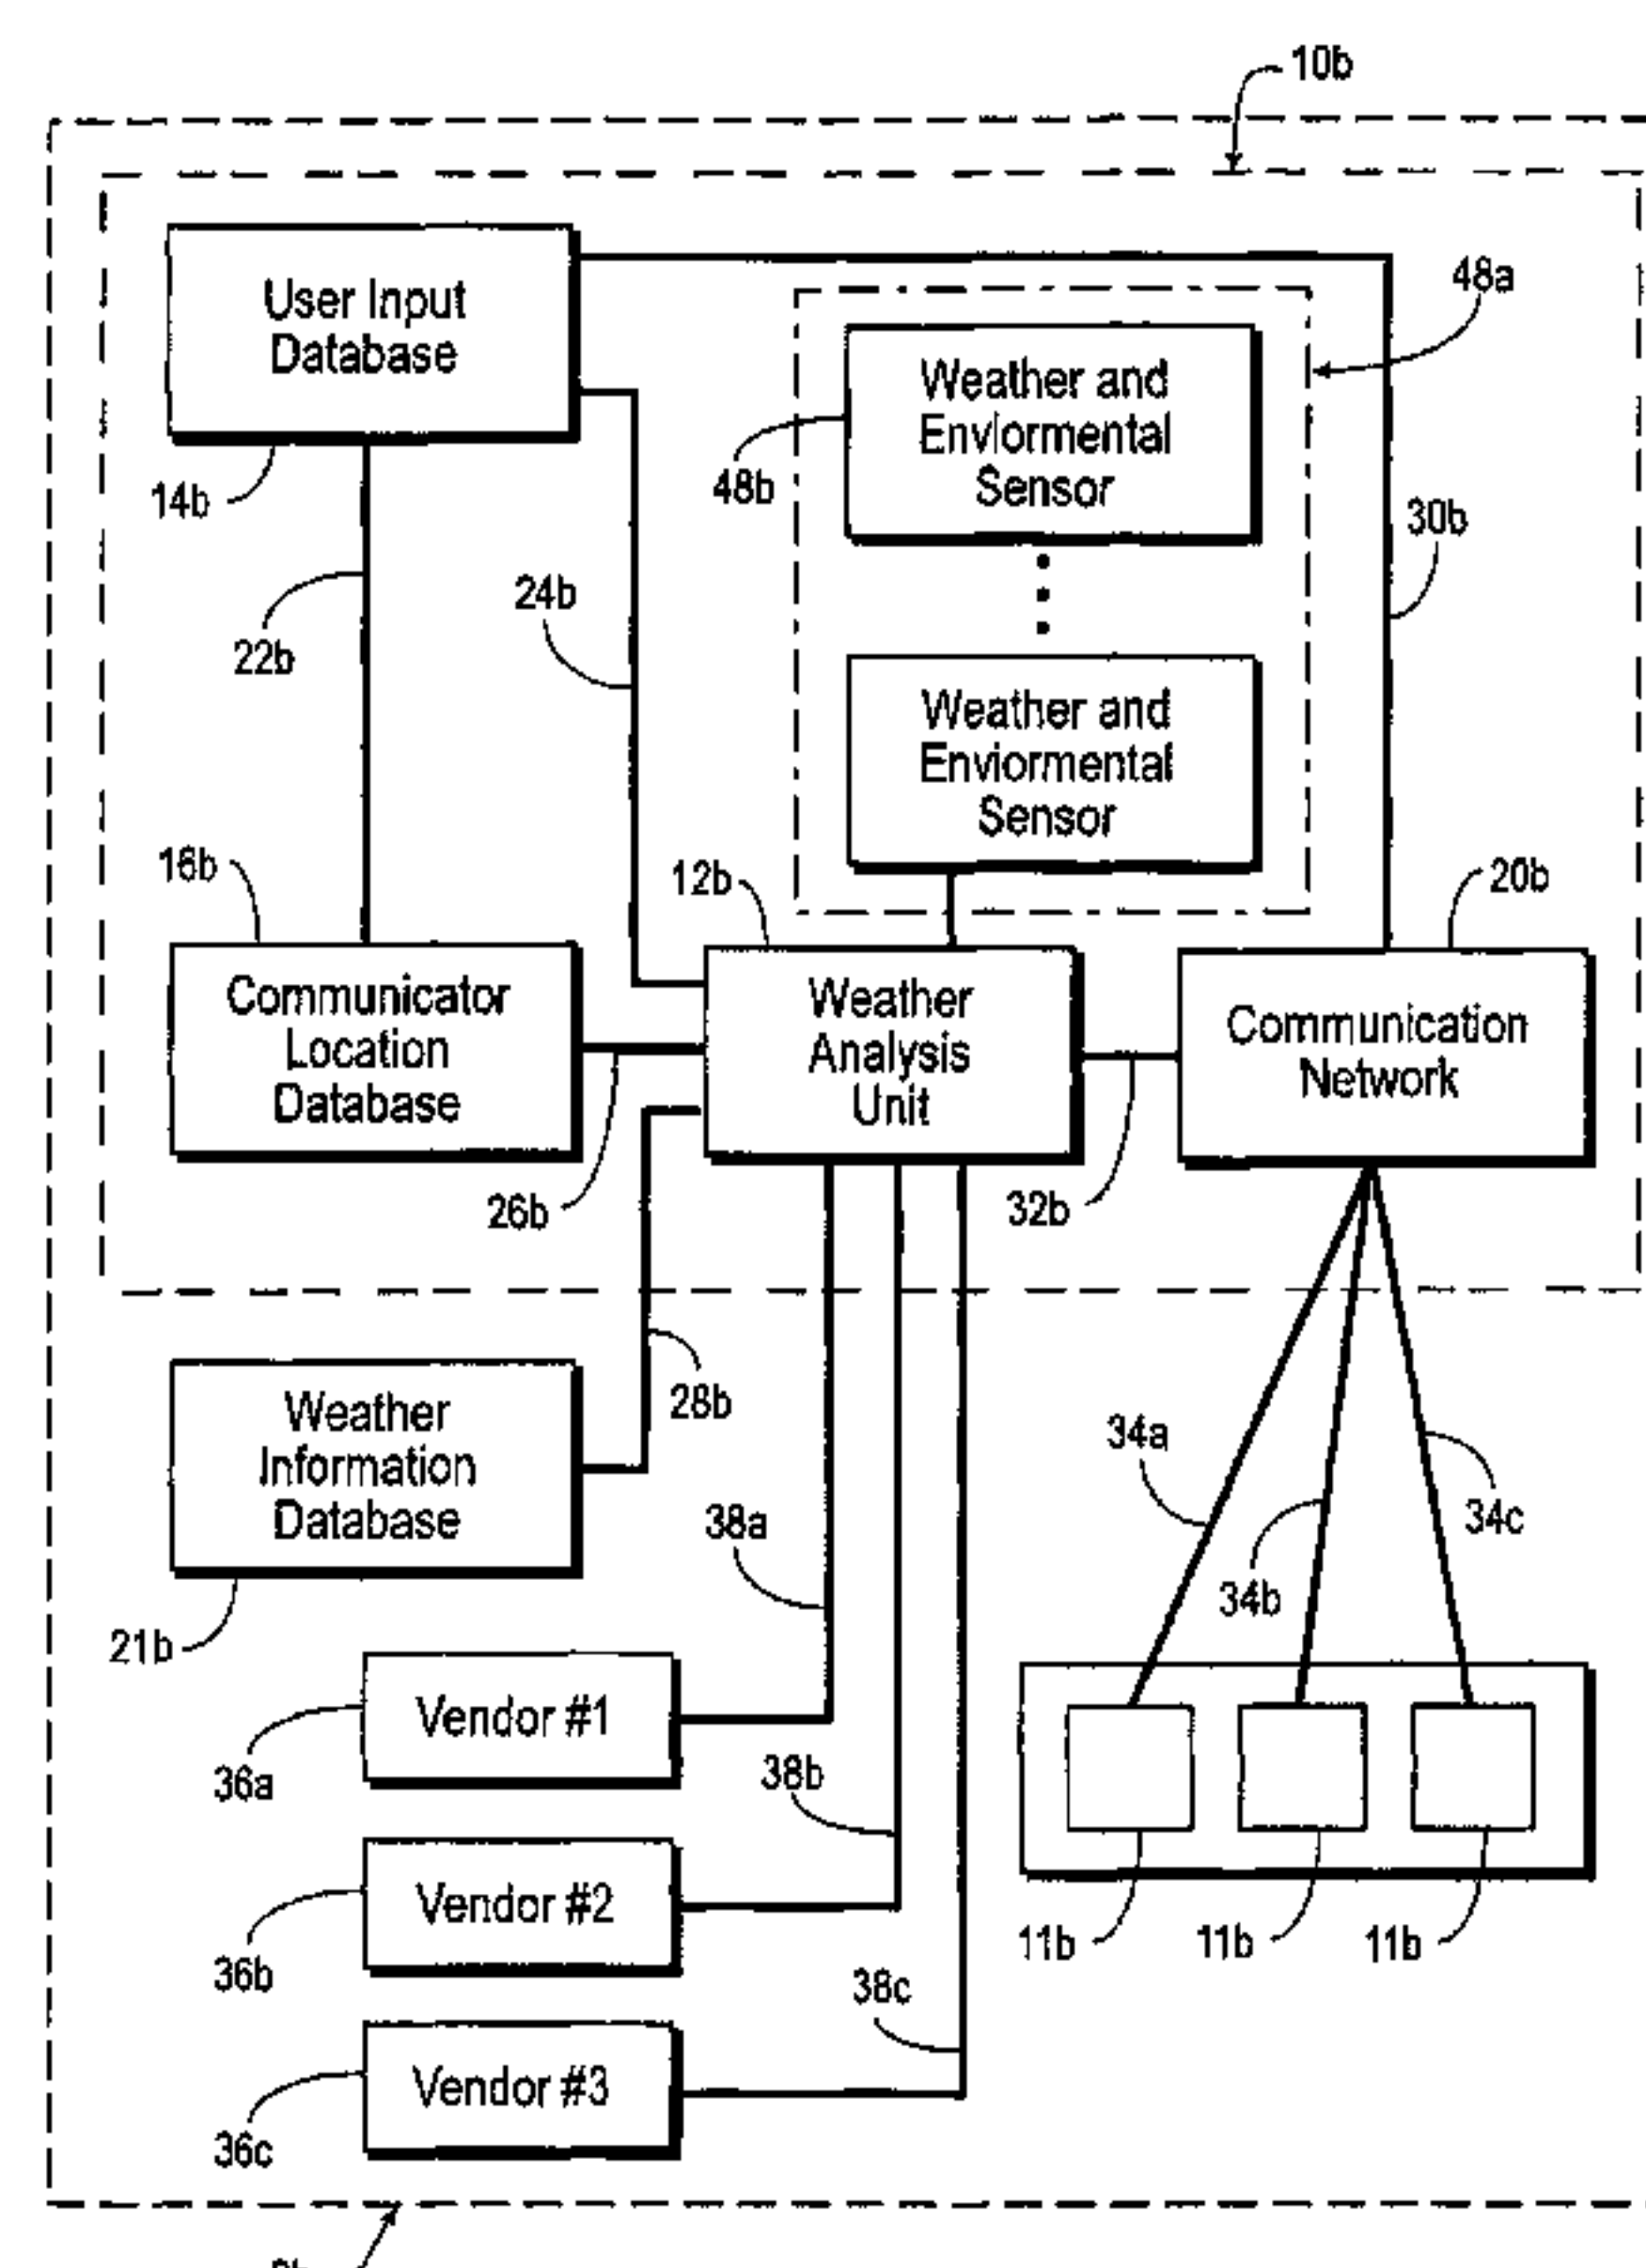 10b
User Input
Database
48a
Weather and
Enviormental
Sensor
48b
14b
30b
24b
22b
Weather and
Enviormental
Sensor
16b
12b
20b
Communicator
Location
Database
Weather
Analysis
Unit
Communication
Network
26b
32b
28b
Weather
Information
Database
34a
34c
38a
34b
21b
Vendor #1
36a
38b
Vendor #2
11b
11b
11b
36b
38c
Vendor #3
36c